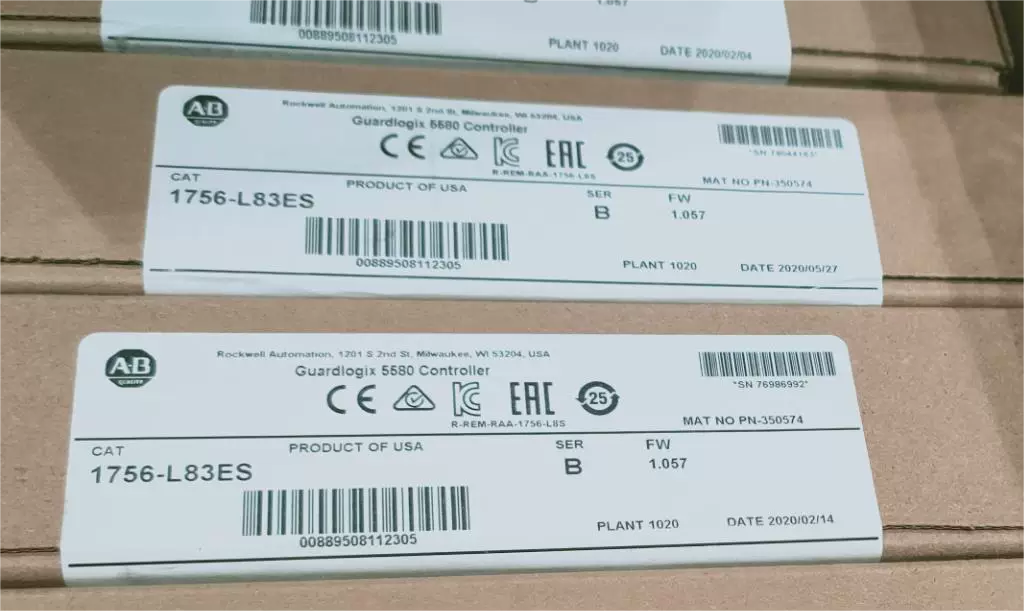 1.057
00889508112305
PLANT 1020 DATE 2020/02/04
AB QUALITY
Rockwell Automation, 1201 S 2nd St, Milwaukee, WI 53204, USA
Guardlogix 5580 Controller
CE EAC 25
R-REM-RAA-1756-L8S
MAT NO PN-350574
CAT PRODUCT OF USA SER FW
1756-L83ES B 1.057
00889508112305
PLANT 1020 DATE 2020/05/27
AB QUALITY
Rockwell Automation, 1201 S 2nd St, Milwaukee, WI 53204, USA
Guardlogix 5580 Controller
*SN 76986992*
CE EAC 25
R-REM-RAA-1756-L8S
MAT NO PN-350574
CAT PRODUCT OF USA SER FW
1756-L83ES B 1.057
00889508112305
PLANT 1020 DATE 2020/02/14